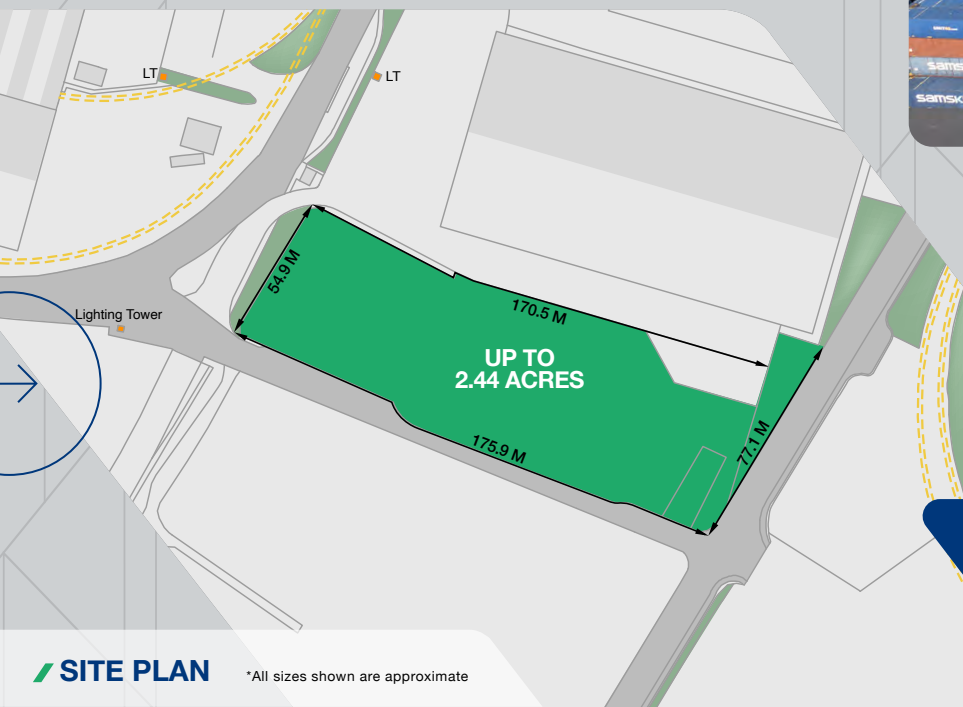 LT
LT
SAMSK
54.9 M
170.5 M
Lighting Tower
UP TO
2.44 ACRES
175.9 M
77.1 M
SITE PLAN
*All sizes shown are approximate